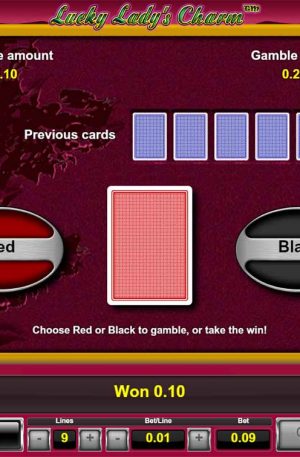 Lucky Lady's Charm™
e amount
Gamble
.10
0.2
Previous cards
ed
Bla
Choose Red or Black to gamble, or take the win!
Won 0.10
Lines
Bet/Line
Bet
- 9 +
- 0.01 +
0.09